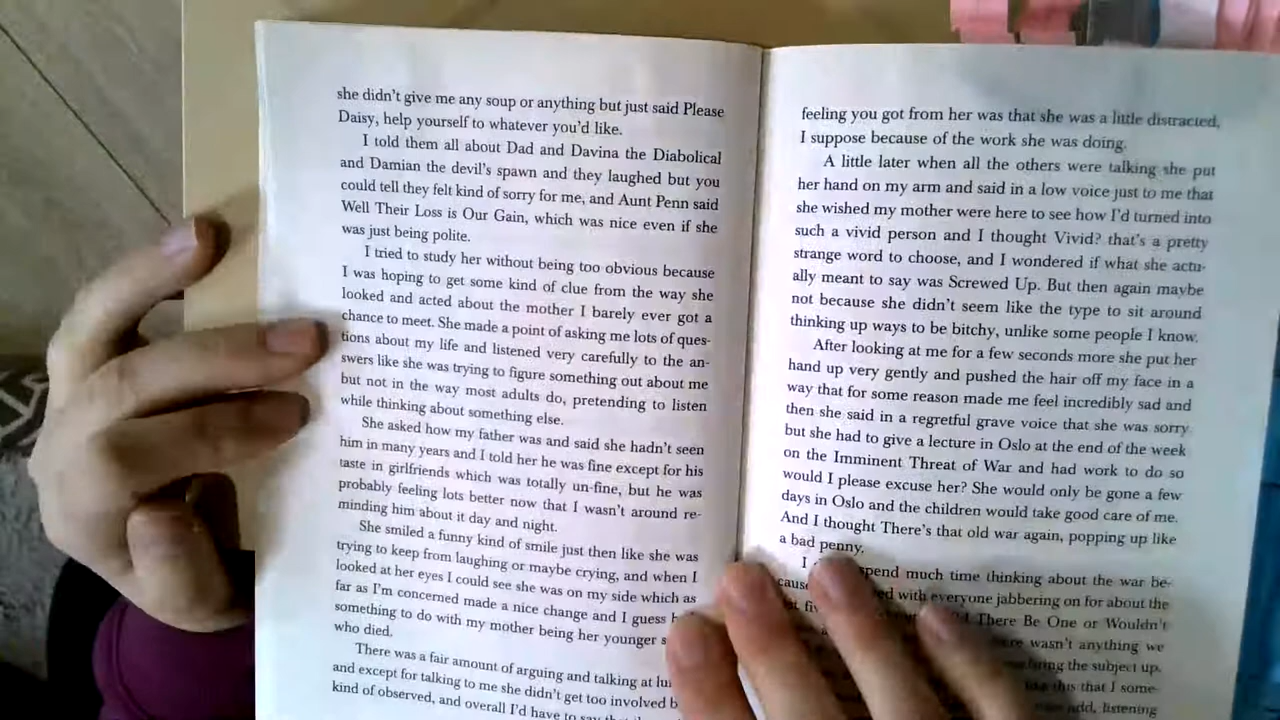 she didn't give me any soup or anything but just said Please
Daisy, help yourself to whatever you'd like.
I told them all about Dad and Davina the Diabolical
and Damian the devil's spawn and they laughed but you
could tell they felt kind of sorry for me, and Aunt Penn said
Well Their Loss is Our Gain, which was nice even if she
was just being polite.
I tried to study her without being too obvious because
I was hoping to get some kind of clue from the way she
looked and acted about the mother I barely ever got a
chance to meet. She made a point of asking me lots of ques-
tions about my life and listened very carefully to the an-
swers like she was trying to figure something out about me
but not in the way most adults do, pretending to listen
while thinking about something else.
She asked how my father was and said she hadn't seen
him in many years and I told her he was fine except for his
taste in girlfriends which was totally un-fine, but he was
probably feeling lots better now that I wasn't around re-
minding him about it day and night.
She smiled a funny kind of smile just then like she was
trying to keep from laughing or maybe crying, and when I
looked at her eyes I could see she was on my side which as
far as I'm concerned made a nice change and I guess
something to do with my mother being her younger
who died.
There was a fair amount of arguing and talking at
and except for talking to me she didn't get too involved
kind of observed, and overall I'd have to say that
feeling you got from her was that she was a little distracted,
I suppose because of the work she was doing.
A little later when all the others were talking she put
her hand on my arm and said in a low voice just to me that
she wished my mother were here to see how I'd turned into
such a vivid person and I thought Vivid? that's a pretty
strange word to choose, and I wondered if what she actu-
ally meant to say was Screwed Up. But then again maybe
not because she didn't seem like the type to sit around
thinking up ways to be bitchy, unlike some people I know.
After looking at me for a few seconds more she put her
hand up very gently and pushed the hair off my face in a
way that for some reason made me feel incredibly sad and
then she said in a regretful grave voice that she was sorry
but she had to give a lecture in Oslo at the end of the week
on the Imminent Threat of War and had work to do so
would I please excuse her? She would only be gone a few
days in Oslo and the children would take good care of me.
And I thought There's that old war again, popping up like
a bad penny.
I spend much time thinking about the war be-
with everyone jabbering on for about the
There Be One or Wouldn't
wasn't anything we
the subject up.
this that I some-
add, listening